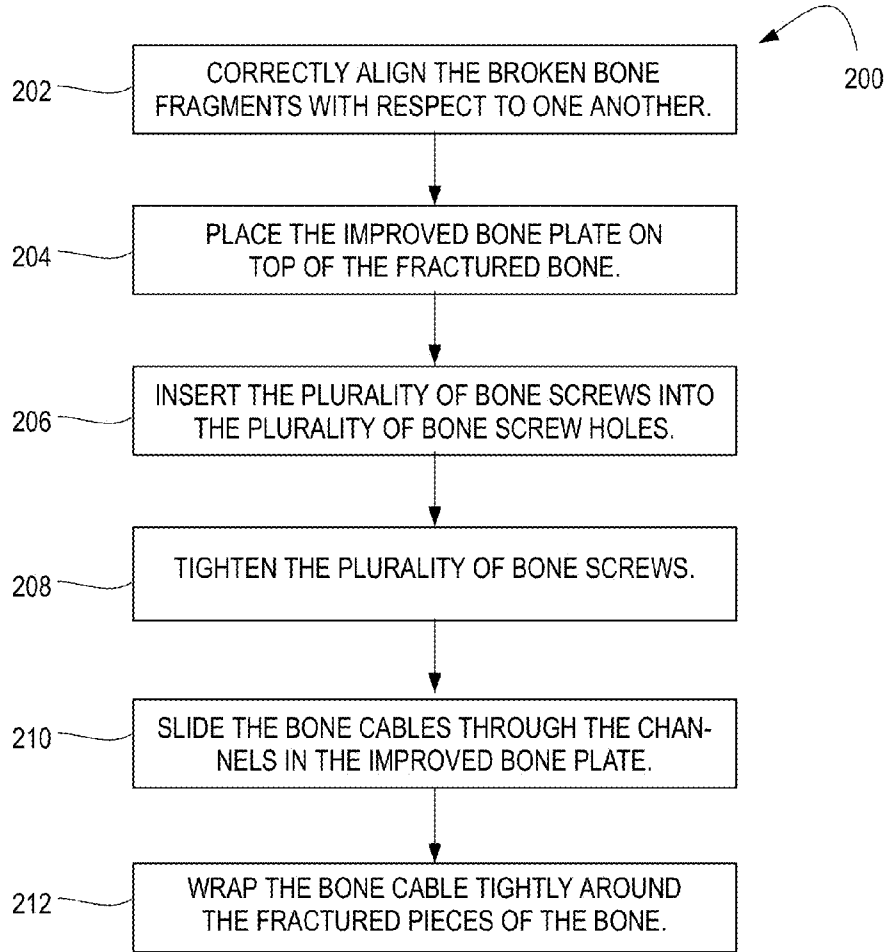 200
202
CORRECTLY ALIGN THE BROKEN BONE
FRAGMENTS WITH RESPECT TO ONE ANOTHER.
204
PLACE THE IMPROVED BONE PLATE ON
TOP OF THE FRACTURED BONE.
206
INSERT THE PLURALITY OF BONE SCREWS INTO
THE PLURALITY OF BONE SCREW HOLES.
208
TIGHTEN THE PLURALITY OF BONE SCREWS.
210
SLIDE THE BONE CABLES THROUGH THE CHAN-
NELS IN THE IMPROVED BONE PLATE.
212
WRAP THE BONE CABLE TIGHTLY AROUND
THE FRACTURED PIECES OF THE BONE.